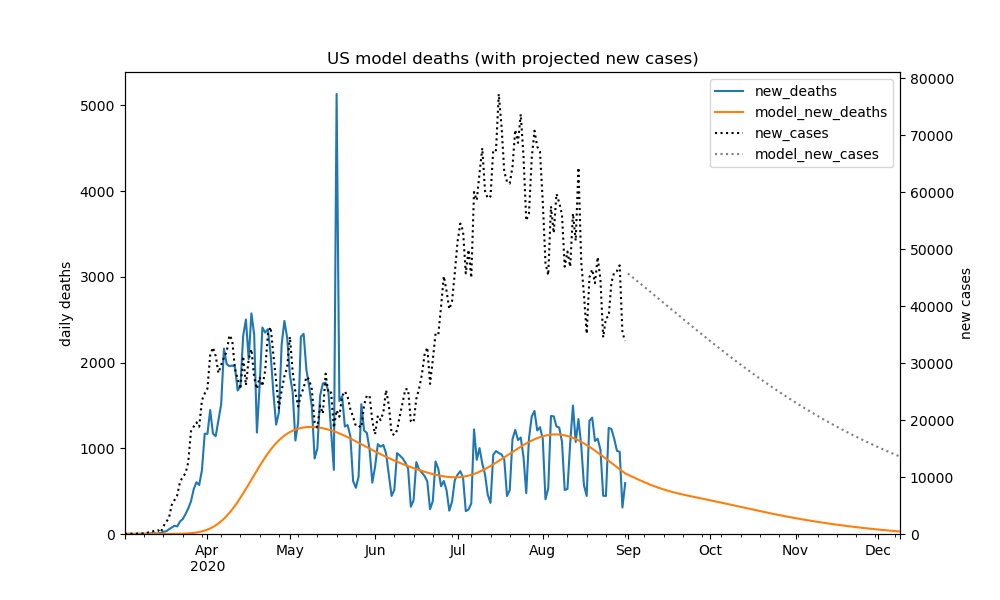 US model deaths (with projected new cases)
new_deaths
model_new_deaths
new_cases
model_new_cases
daily deaths
5000
4000
3000
2000
1000
0
80000
70000
60000
50000
40000
30000
20000
10000
0
new cases
Apr
2020
May
Jun
Jul
Aug
Sep
Oct
Nov
Dec